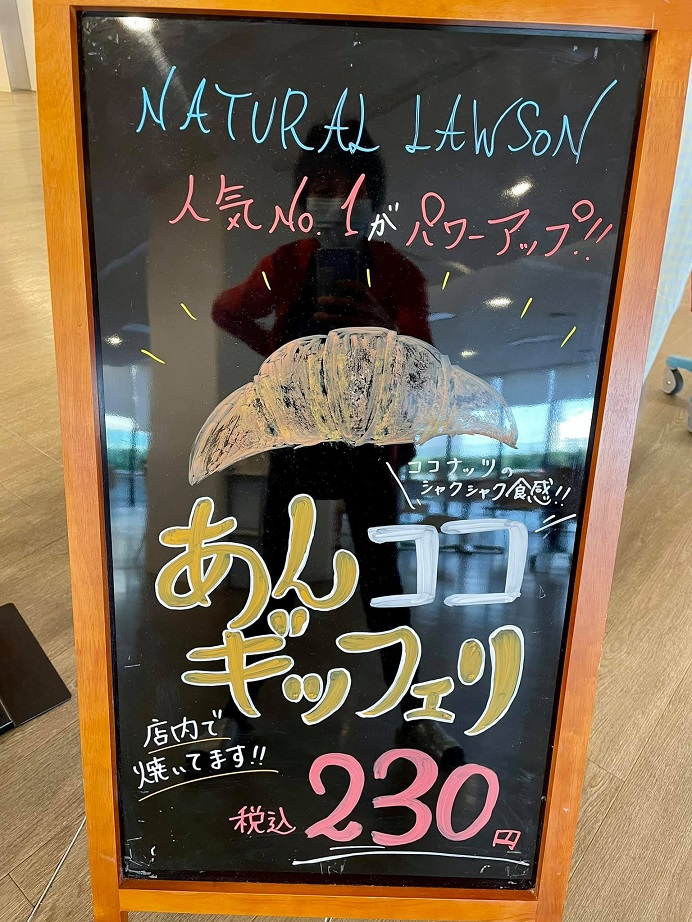 NATURAL LAWSON
人気No.1がパワーアップ!!
ココナッツの
シャクシャク食感!!
あんココ
ギッフェリ
店内で
焼いてます!!
税込230円